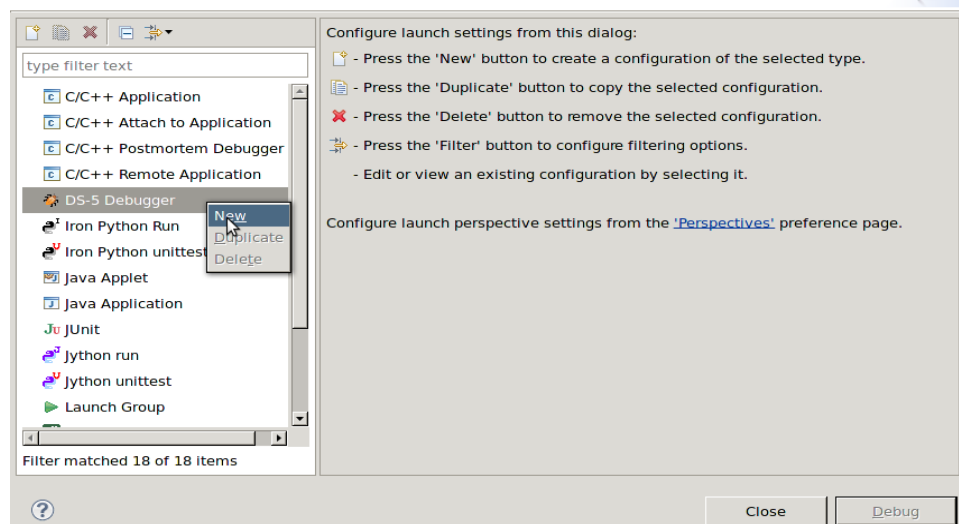 type filter text
C/C++ Application
C/C++ Attach to Application
C/C++ Postmortem Debugger
C/C++ Remote Application
DS-5 Debugger
Iron Python Run
Iron Python unittest
Java Applet
Java Application
Ju JUnit
Jython run
Jython unittest
Launch Group
New
Duplicate
Delete
Filter matched 18 of 18 items
Configure launch settings from this dialog:
- Press the 'New' button to create a configuration of the selected type.
- Press the 'Duplicate' button to copy the selected configuration.
- Press the 'Delete' button to remove the selected configuration.
- Press the 'Filter' button to configure filtering options.
- Edit or view an existing configuration by selecting it.
Configure launch perspective settings from the 'Perspectives' preference page.
?
Close
Debug